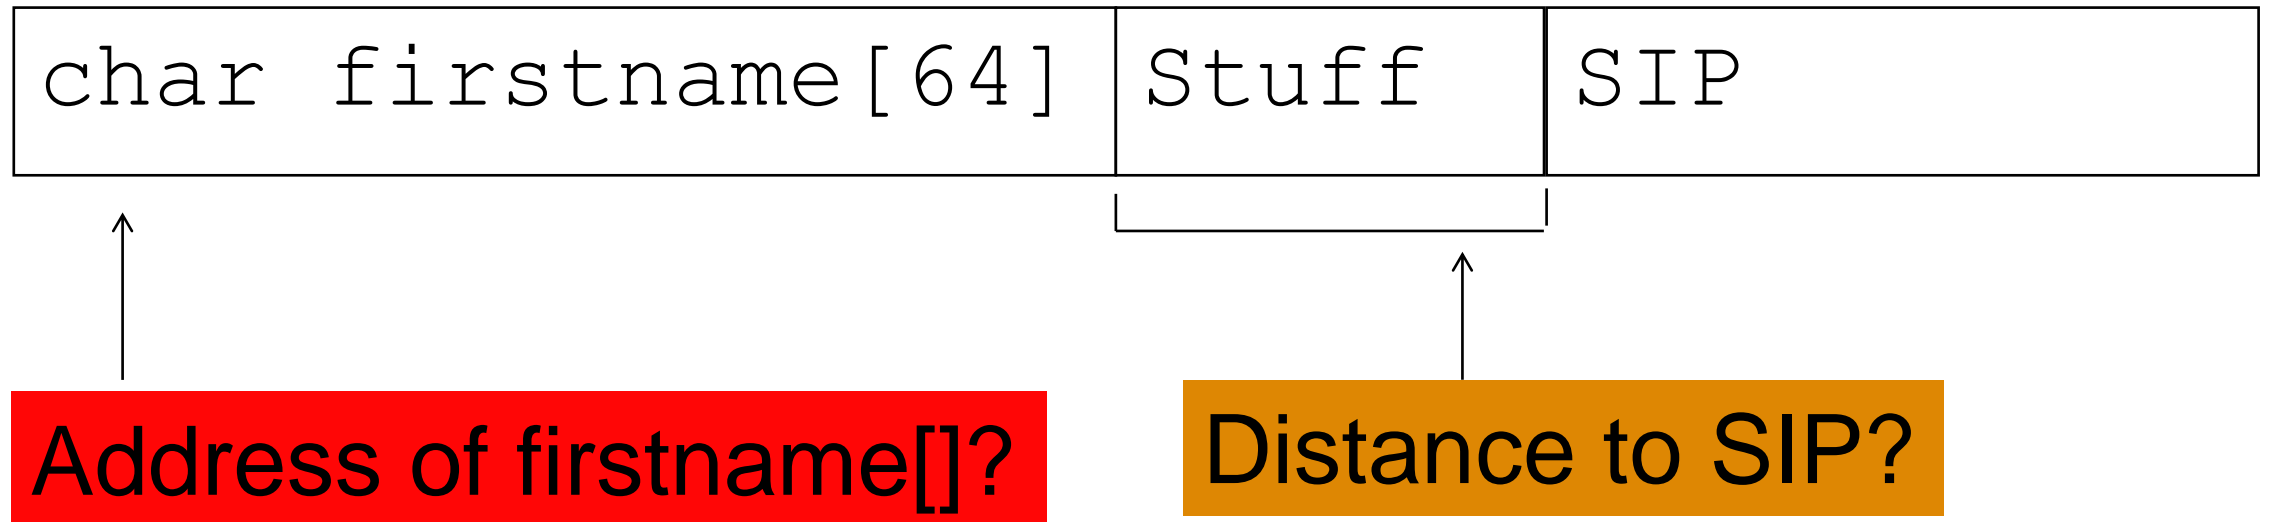 char firstname[64] Stuff SIP
Address of firstname[]? Distance to SIP?